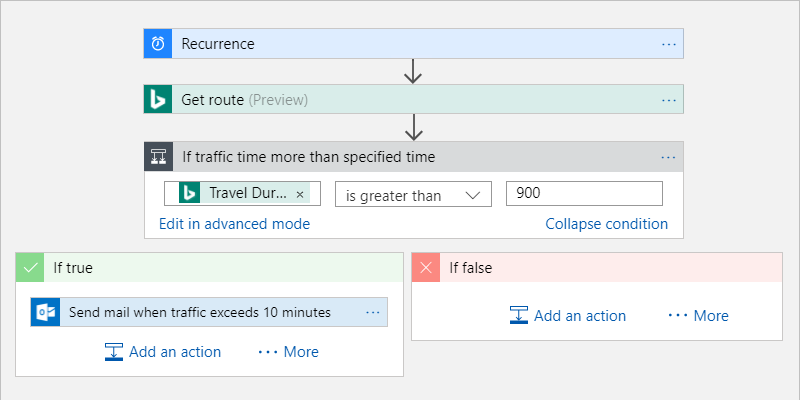 Recurrence ...
Get route (Preview) ...
If traffic time more than specified time ...
Travel Dur... × is greater than 900
Edit in advanced mode Collapse condition
If true
If false
Send mail when traffic exceeds 10 minutes ...
Add an action ... More
Add an action ... More